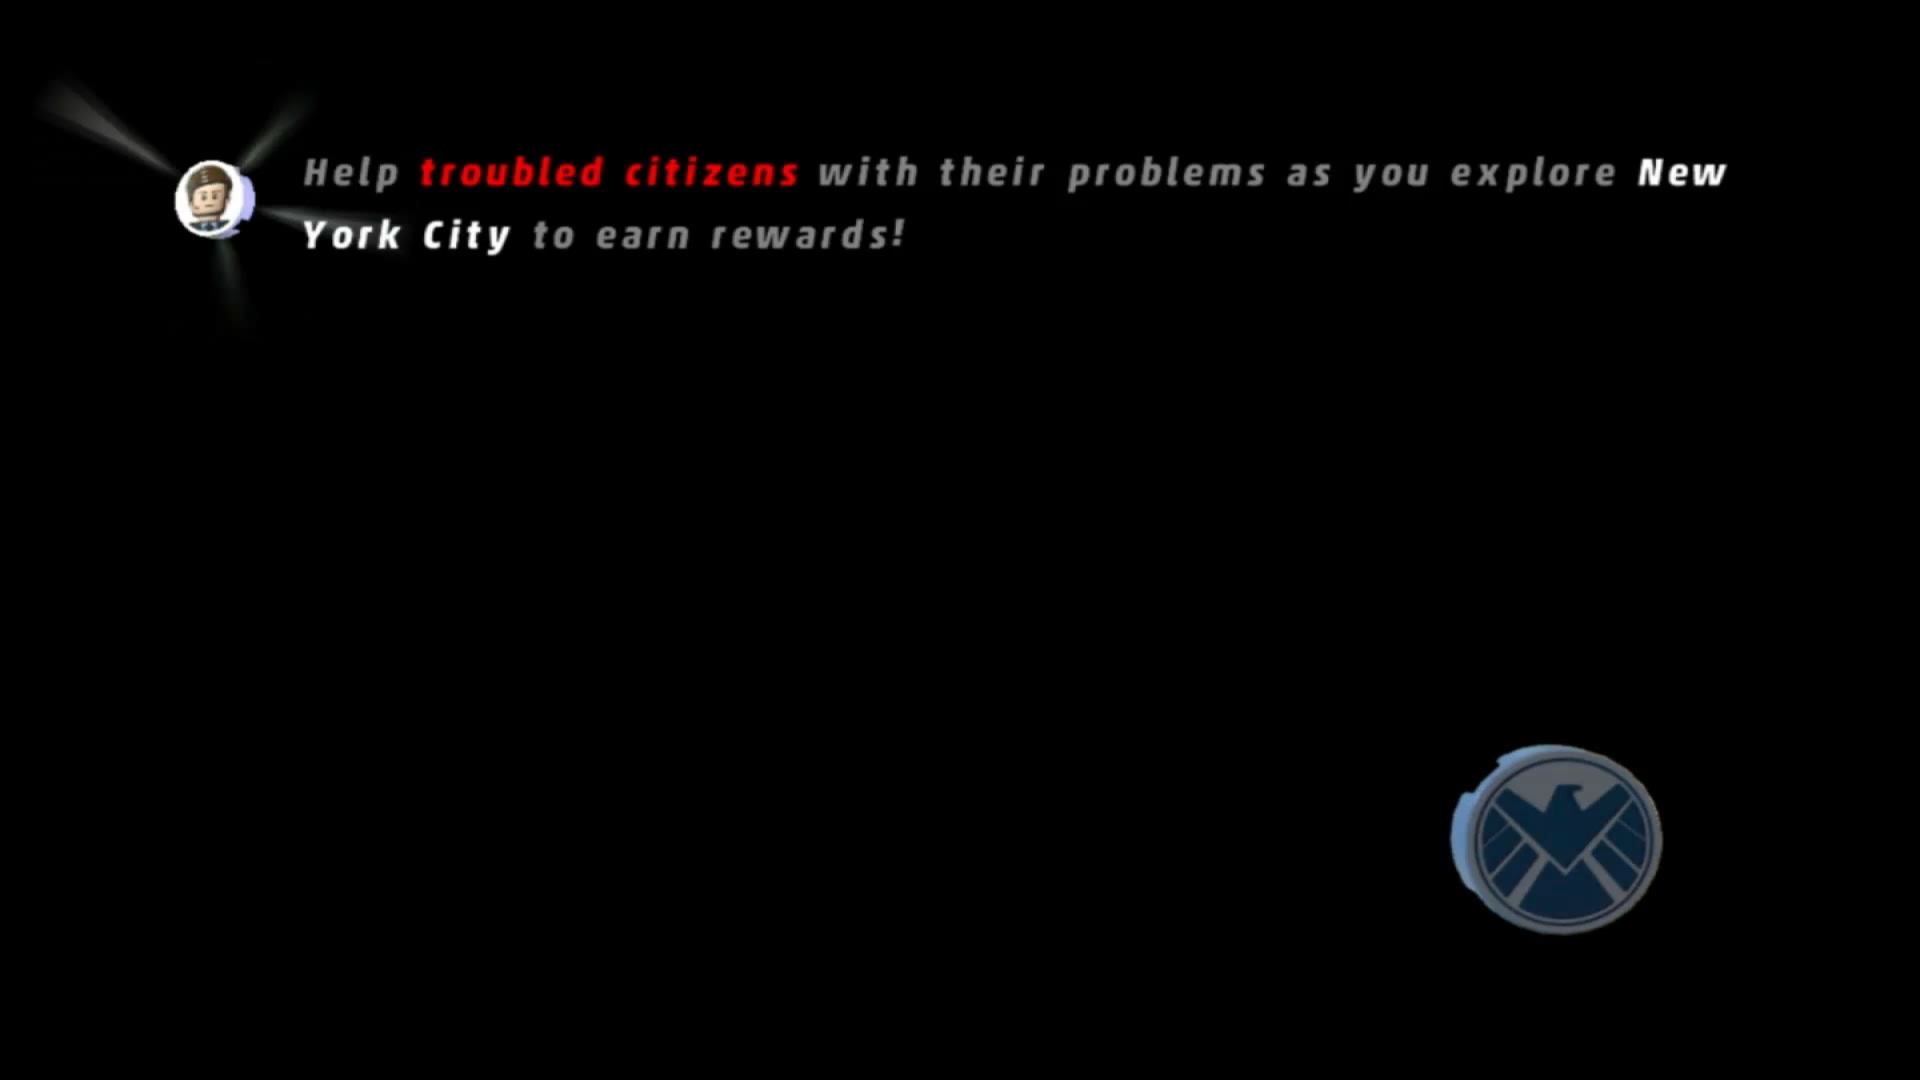 Help troubled citizens with their problems as you explore New
York City to earn rewards!